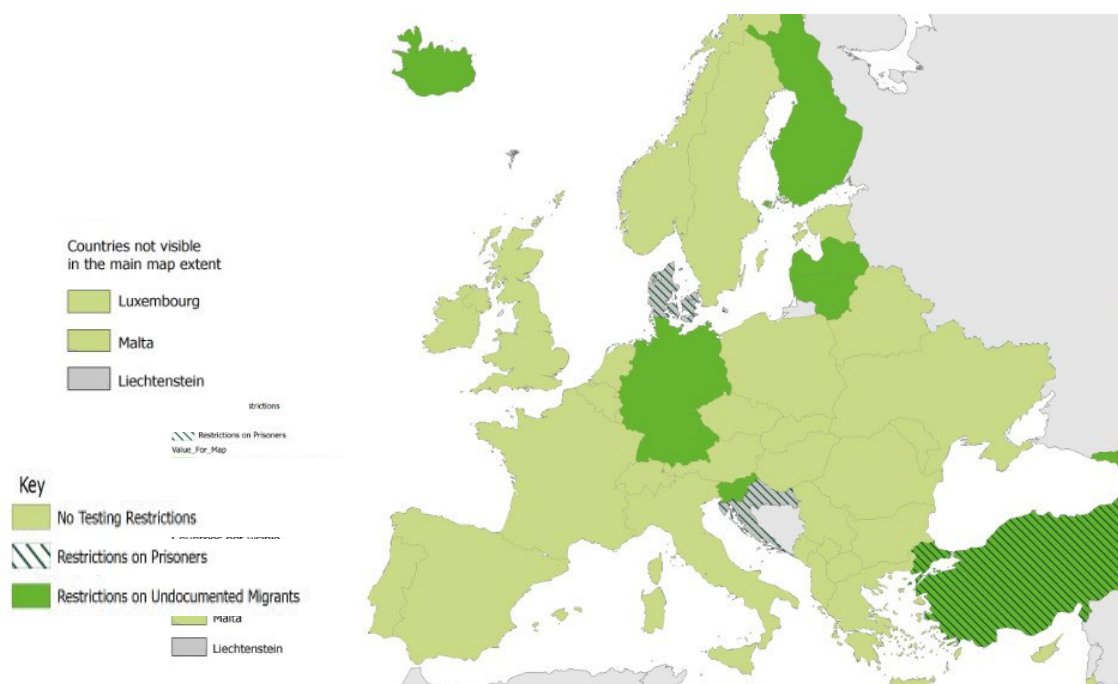 Countries not visible
in the main map extent
Luxembourg
Malta
Liechtenstein
strictions
Restrictions on Prisoners
Value_For_Map
Key
No Testing Restrictions
Restrictions on Prisoners
Restrictions on Undocumented Migrants
Malta
Liechtenstein